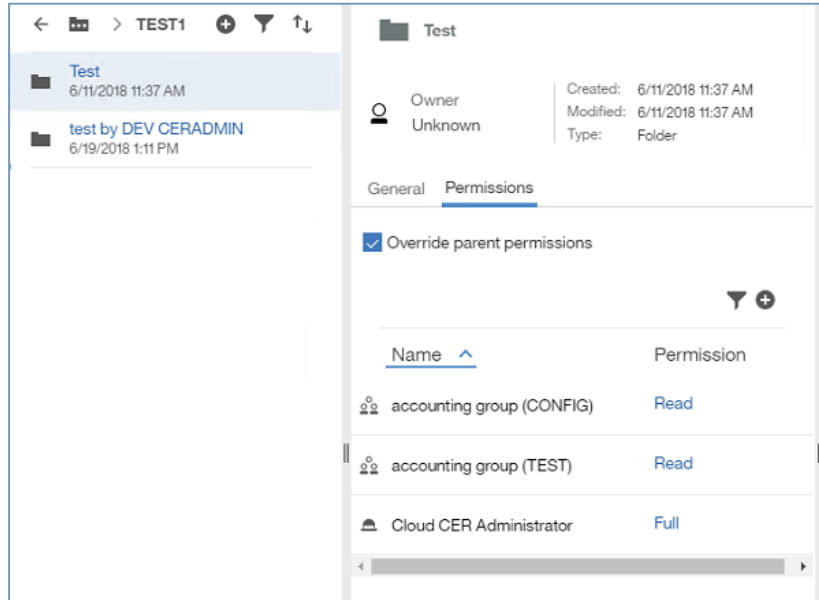 TEST1
Test
6/11/2018 11:37 AM
test by DEV CERADMIN
6/19/2018 1:11 PM
Test
Owner
Unknown
Created: 6/11/2018 11:37 AM
Modified: 6/11/2018 11:37 AM
Type: Folder
General Permissions
Override parent permissions
Name Permission
accounting group (CONFIG) Read
accounting group (TEST) Read
Cloud CER Administrator Full